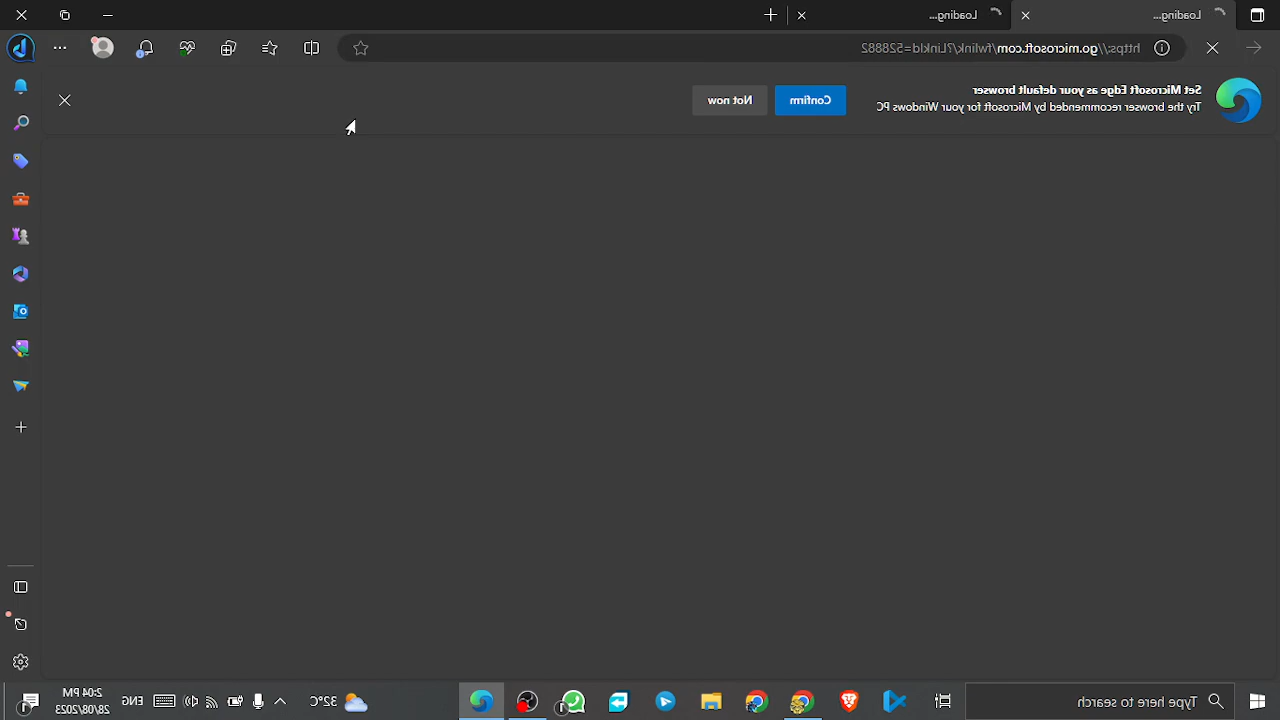 Loading...
Loading...
https://go.microsoft.com/fwlink/?LinkId=525882
Set Microsoft Edge as your default browser
Try the browser recommended by Microsoft for your Windows PC
Confirm
Not now
Type here to search
35°C
ENG
2:04 PM
28/08/2023